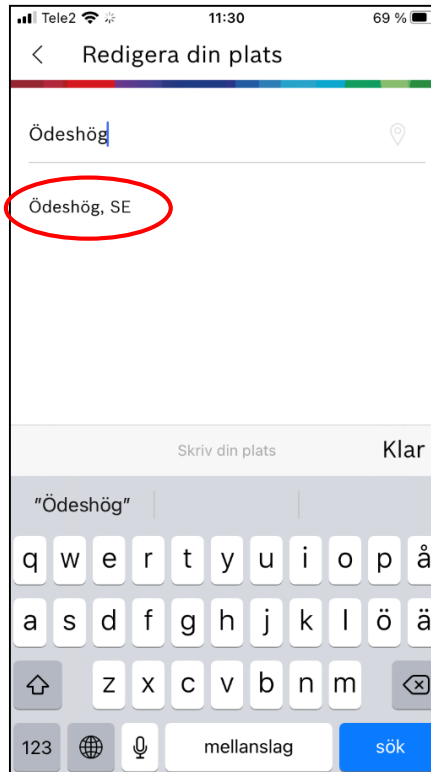 Tele2 11:30 69 %
Redigera din plats
Ödeshög
Ödeshög, SE
Skriv din plats Klar
"Ödeshög"
q w e r t y u i o p å
a s d f g h j k l ö ä
z x c v b n m
123 mellanslag sök